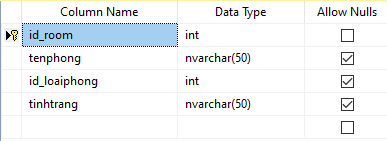 Column Name Data Type Allow Nulls
id_room int
tenphong nvarchar(50)
id_loaiphong int
tinhtrang nvarchar(50)